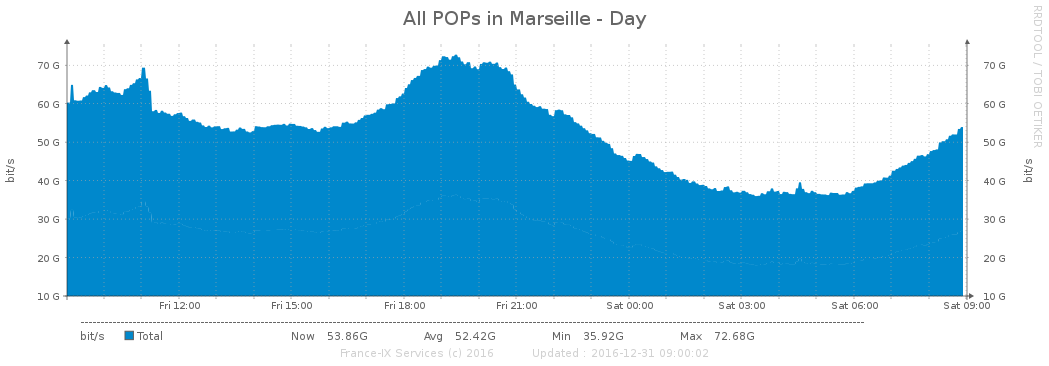 All POPs in Marseille - Day
RRDTOOL / TOBI OETIKER
bit/s
70 G
60 G
50 G
40 G
30 G
20 G
10 G
70 G
60 G
50 G
40 G
30 G
20 G
10 G
bit/s
Fri 12:00 Fri 15:00 Fri 18:00 Fri 21:00 Sat 00:00 Sat 03:00 Sat 06:00 Sat 09:00
bit/s Total Now 53.86G Avg 52.42G Min 35.92G Max 72.68G
France-IX Services (c) 2016 Updated : 2016-12-31 09:00:02